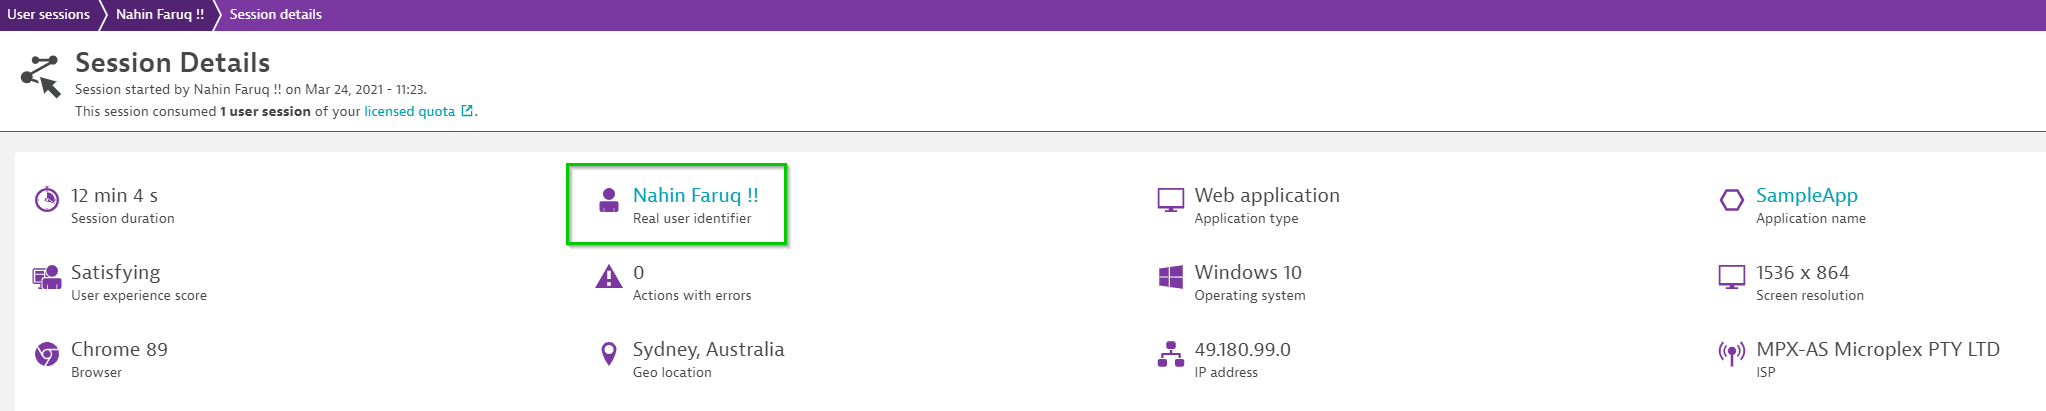 User sessions
Nahin Faruq !!
Session details
Session Details
Session started by Nahin Faruq !! on Mar 24, 2021 - 11:23.
This session consumed 1 user session of your licensed quota.
12 min 4 s
Session duration
Nahin Faruq !!
Real user identifier
Web application
Application type
SampleApp
Application name
Satisfying
User experience score
0
Actions with errors
Windows 10
Operating system
1536 x 864
Screen resolution
Chrome 89
Browser
Sydney, Australia
Geo location
49.180.99.0
IP address
MPX-AS Microplex PTY LTD
ISP